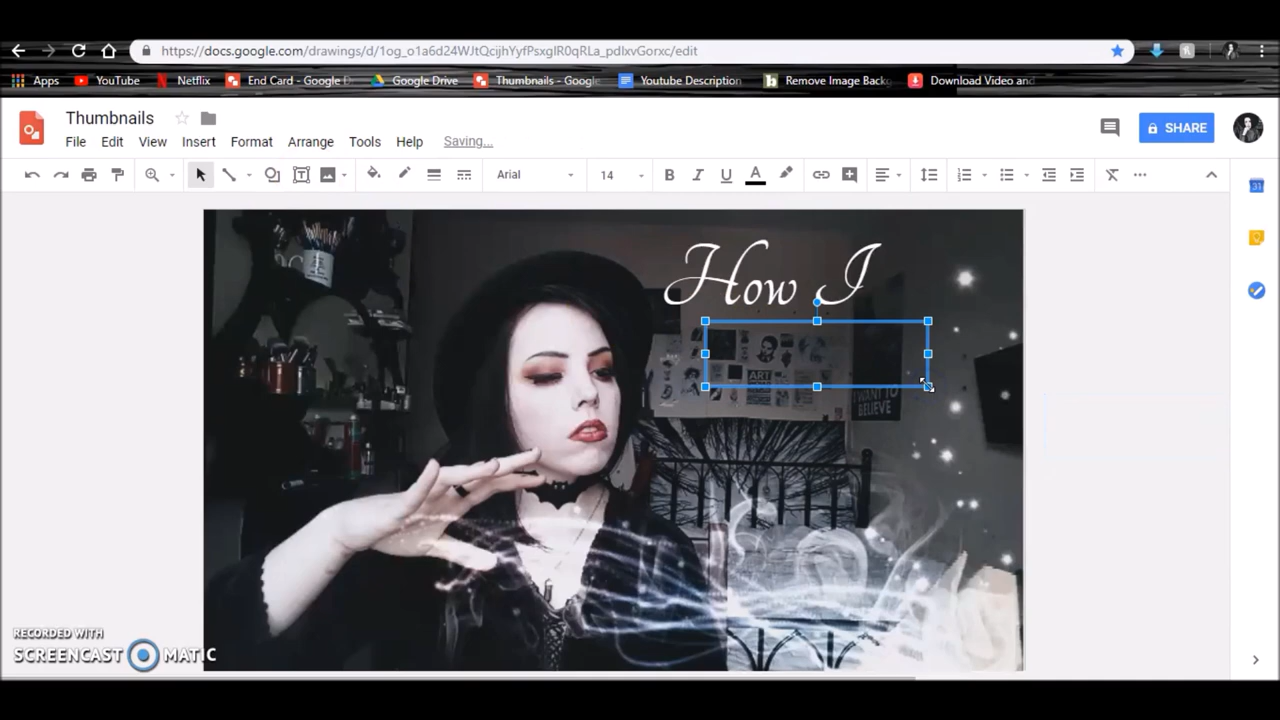 https://docs.google.com/drawings/d/1og_o1a6d24WJtQcijhYyfPsxgIR0qRLa_pdlxvGorxc/edit
Apps YouTube Netflix End Card - Google D Google Drive Thumbnails - Google Youtube Description Remove Image Backg Download Video and
Thumbnails
File Edit View Insert Format Arrange Tools Help Saving...
SHARE
Arial 14 B I U A
31
How I
ART
I WANT TO
BELIEVE
RECORDED WITH
SCREENCAST MATIC